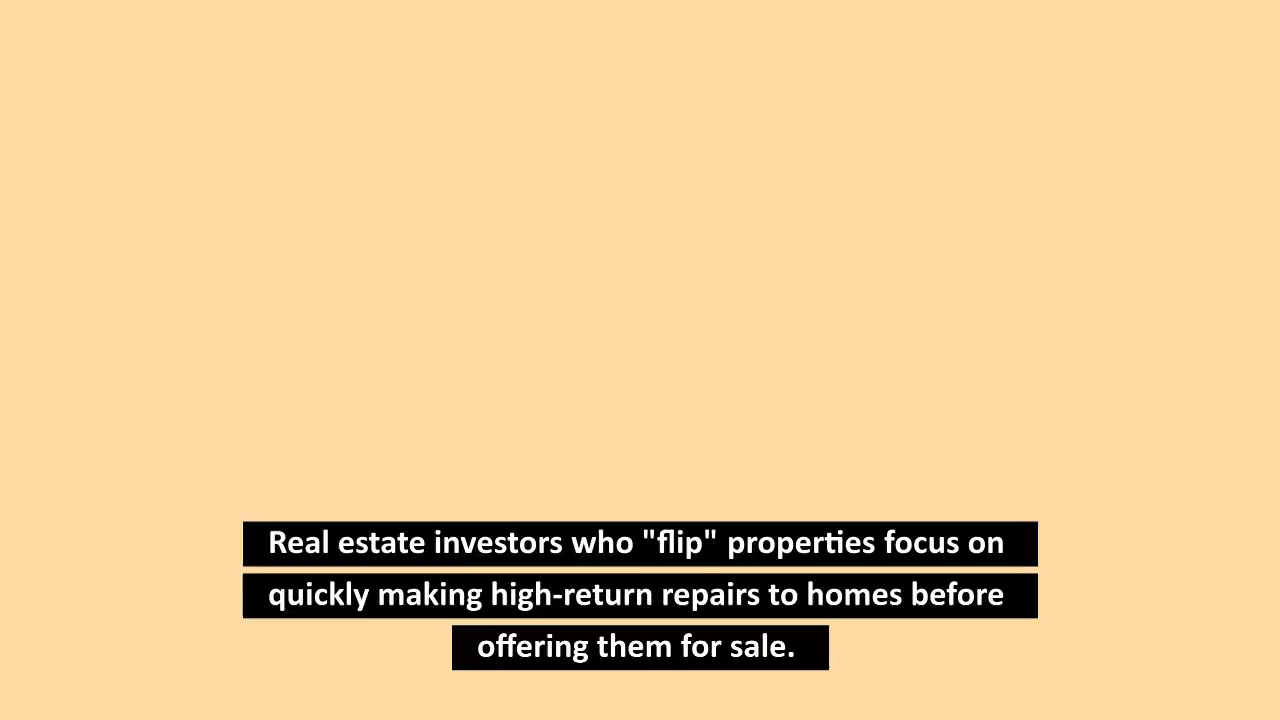 Real estate investors who "flip" properties focus on
quickly making high-return repairs to homes before
offering them for sale.